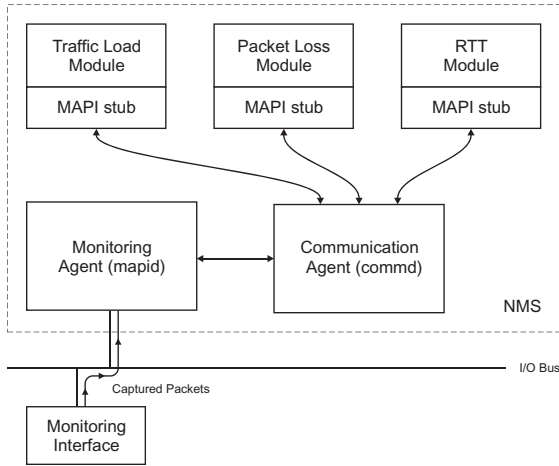 Traffic Load
Module
MAPI stub
Packet Loss
Module
MAPI stub
RTT
Module
MAPI stub
Monitoring
Agent (mapid)
Communication
Agent (commd)
NMS
I/O Bus
Captured Packets
Monitoring
Interface